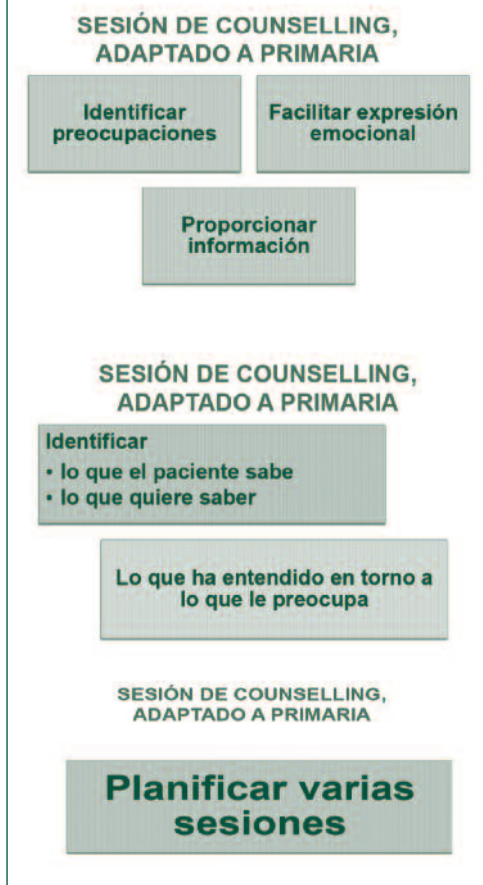 SESIÓN DE COUNSELLING,
ADAPTADO A PRIMARIA
Identificar
preocupaciones
Facilitar expresión
emocional
Proporcionar
información
SESIÓN DE COUNSELLING,
ADAPTADO A PRIMARIA
Identificar
• lo que el paciente sabe
• lo que quiere saber
Lo que ha entendido en torno a
lo que le preocupa
SESIÓN DE COUNSELLING,
ADAPTADO A PRIMARIA
Planificar varias
sesiones